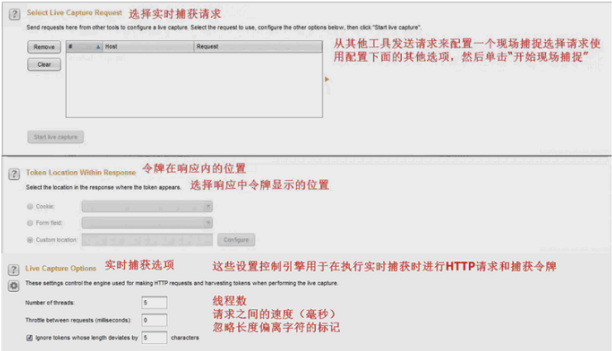 Select Live Capture Request 选择实时捕获请求
Send requests here from other tools to configure a live capture. Select the request to use, configure the other options below, then click "Start live capture".
从其他工具发送请求来配置一个现场捕捉选择请求使
用配置下面的其他选项，然后单击“开始现场捕捉”
Remove # Host Request
Clear
Start live capture
Token Location Within Response 令牌在响应内的位置
Select the location in the response where the token appears. 选择响应中令牌显示的位置
Cookie:
Form field:
Custom location: Configure
Live Capture Options 实时捕获选项 这些设置控制引擎用于在执行实时捕获时进行HTTP请求和捕获令牌
These settings control the engine used for making HTTP requests and harvesting tokens when performing the live capture.
Number of threads: 5 线程数
Throttle between requests (milliseconds): 0 请求之间的速度（毫秒）
Ignore tokens whose length deviates by 5 characters 忽略长度偏离字符的标记